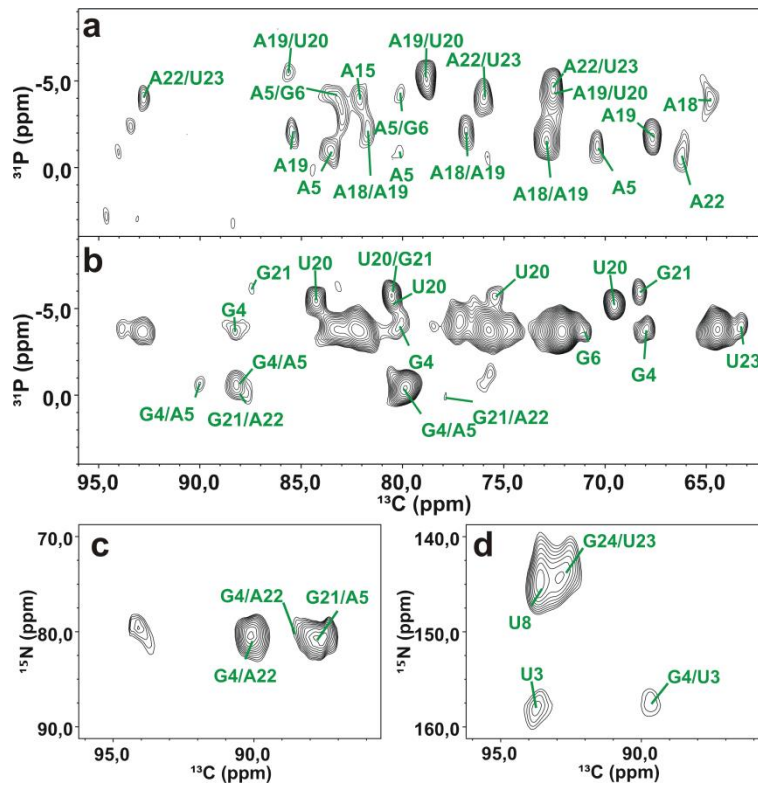 a
A19/U20
A19/U20
A22/U23
A22/U23
A15
A22/U23
A5/G6
A19/U20
A18
A19
A5/G6
A19
A5
A5
A18/A19
A5
A18/A19
A18/A19
A22
-5.0
0.0
³¹P (ppm)
b
G21
U20
U20/G21
U20
U20
U20
G21
G4
G4
G6
G4
U23
G4/A5
G4/A5
G21/A22
G4/A5
G21/A22
-5.0
0.0
³¹P (ppm)
95,0 90,0 85,0 80,0 75,0 70,0 65,0
¹³C (ppm)
c
70,0
-80,0
90,0
¹⁵N (ppm)
G4/A22
G21/A5
G4/A22
95,0 90,0
¹³C (ppm)
d
140,0
150,0
160,0
¹⁵N (ppm)
G24/U23
U8
U3
G4/U3
95,0 90,0
¹³C (ppm)